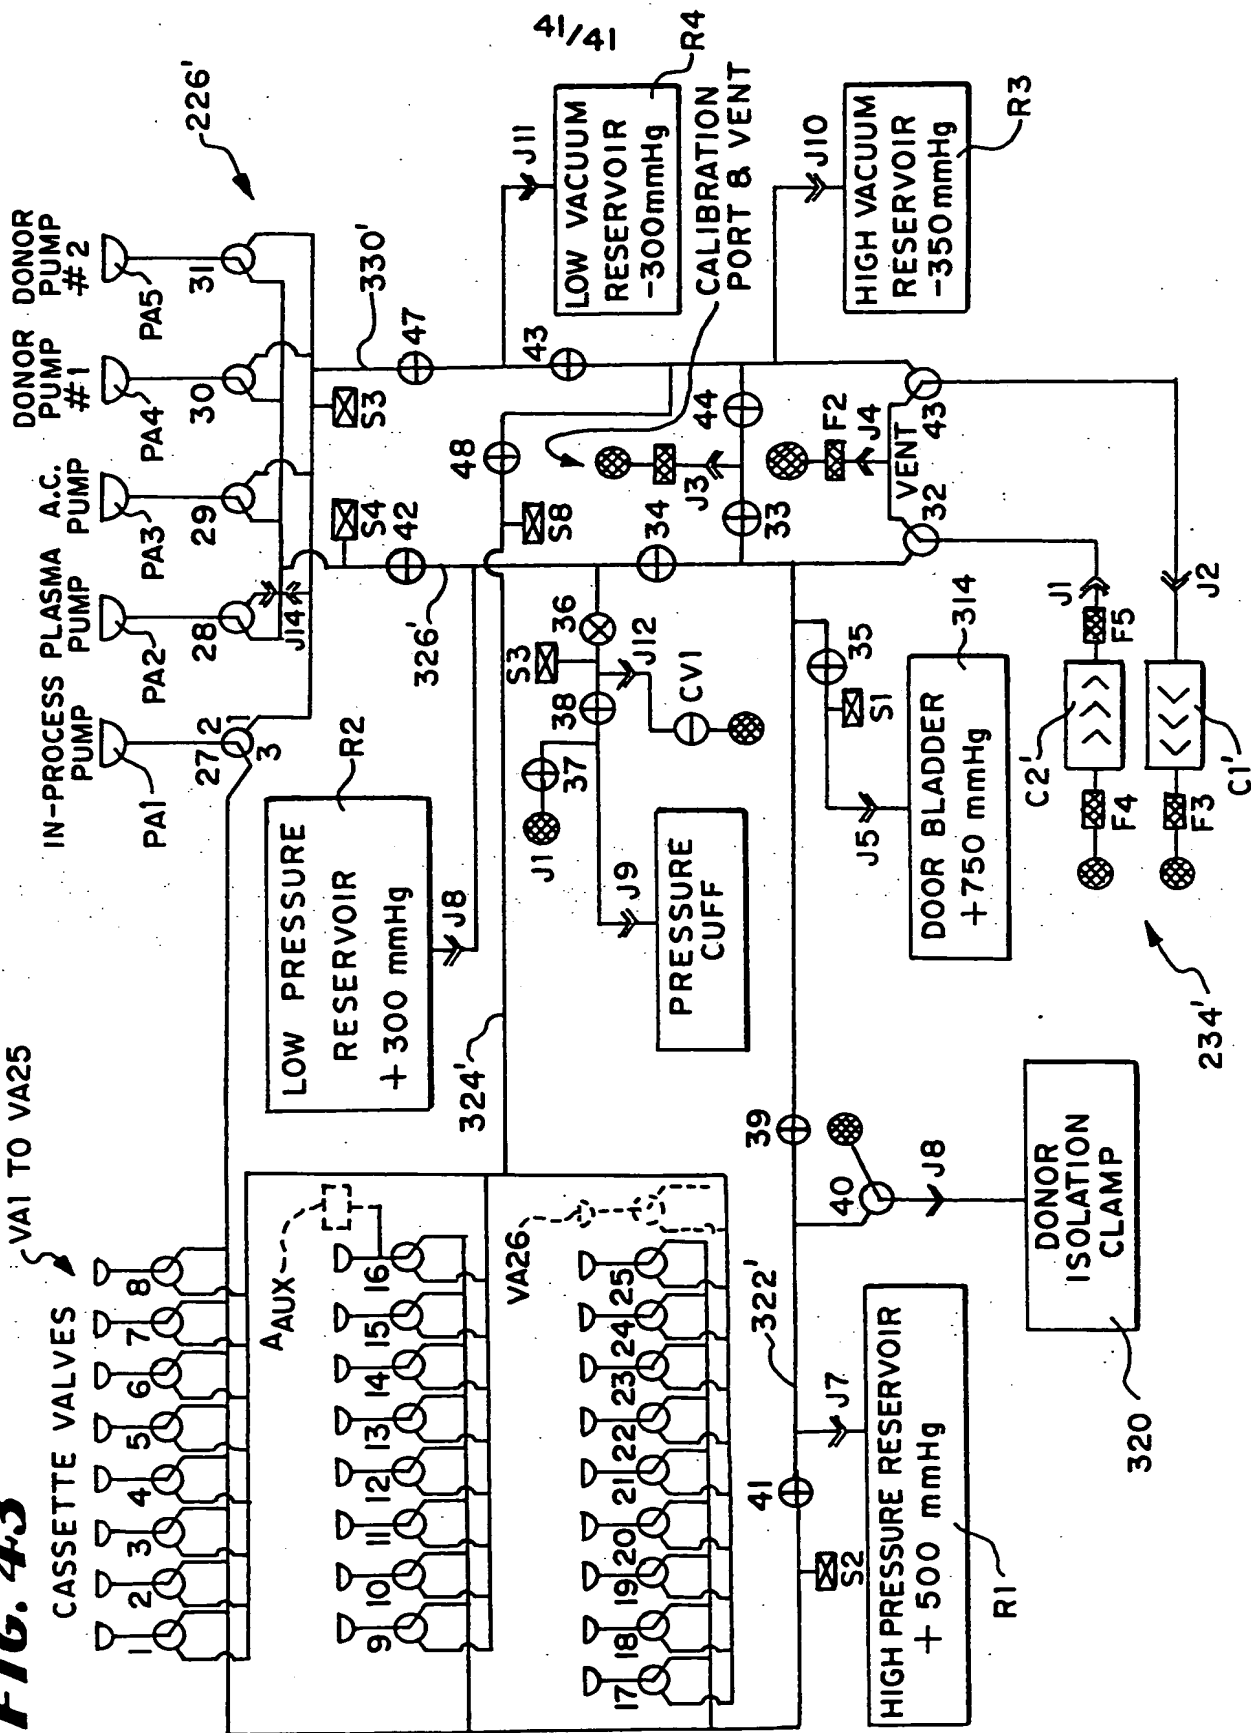 FIG. 43
41/41
CASSETTE VALVES
VA1 TO VA25
1
2
3
4
5
6
7
8
AAUX
9
10
11
12
13
14
15
16
VA26
17
18
19
20
21
22
23
24
25
IN-PROCESS
PUMP
PLASMA
PUMP
A.C.
PUMP
DONOR
PUMP
#1
DONOR
PUMP
#2
PA1
PA2
PA3
PA4
PA5
226'
27
2
1
3
28
29
30
31
J14
S4
S3
330'
42
47
326'
LOW PRESSURE
RESERVOIR
+ 300 mmHg
R2
J8
324'
48
S8
43
J11
LOW VACUUM
RESERVOIR
-300mmHg
R4
CALIBRATION
PORT & VENT
J3
34
33
44
36
S3
38
37
J1
J12
CV1
J9
PRESSURE
CUFF
F2
J4
VENT
32
43
J10
HIGH VACUUM
RESERVOIR
-350mmHg
R3
35
S1
J5
DOOR BLADDER
+750 mmHg
314
J1
F5
C2'
F4
J2
C1'
F3
234'
39
40
J8
DONOR
ISOLATION
CLAMP
320
322'
41
S2
J7
HIGH PRESSURE RESERVOIR
+ 500 mmHg
R1